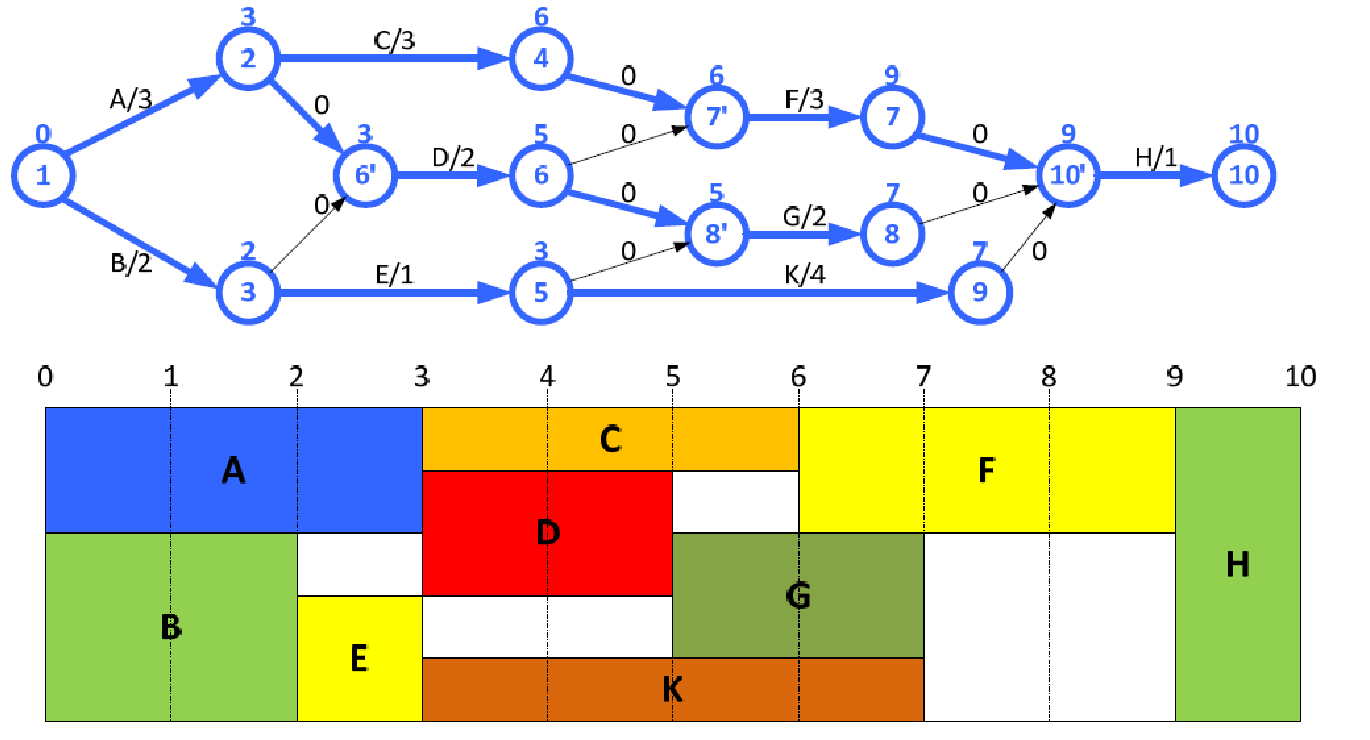 3 6
C/3
2 4
6 9
0
A/3 0 7' F/3 7
0 3 5 0 0 9 10
1 6' D/2 6 10' H/1 10
0 5 7 0
0 8' G/2 8
B/2 2 3 0 7 0
3 E/1 5 K/4 9
0 1 2 3 4 5 6 7 8 9 10
C
A F
D
H
G
B
E
K